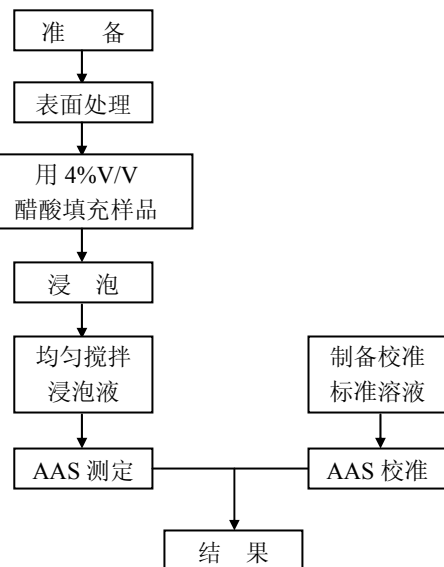 准 备
表面处理
用 4%V/V
醋酸填充样品
浸 泡
均匀搅拌
浸泡液
制备校准
标准溶液
AAS 测定
AAS 校准
结 果